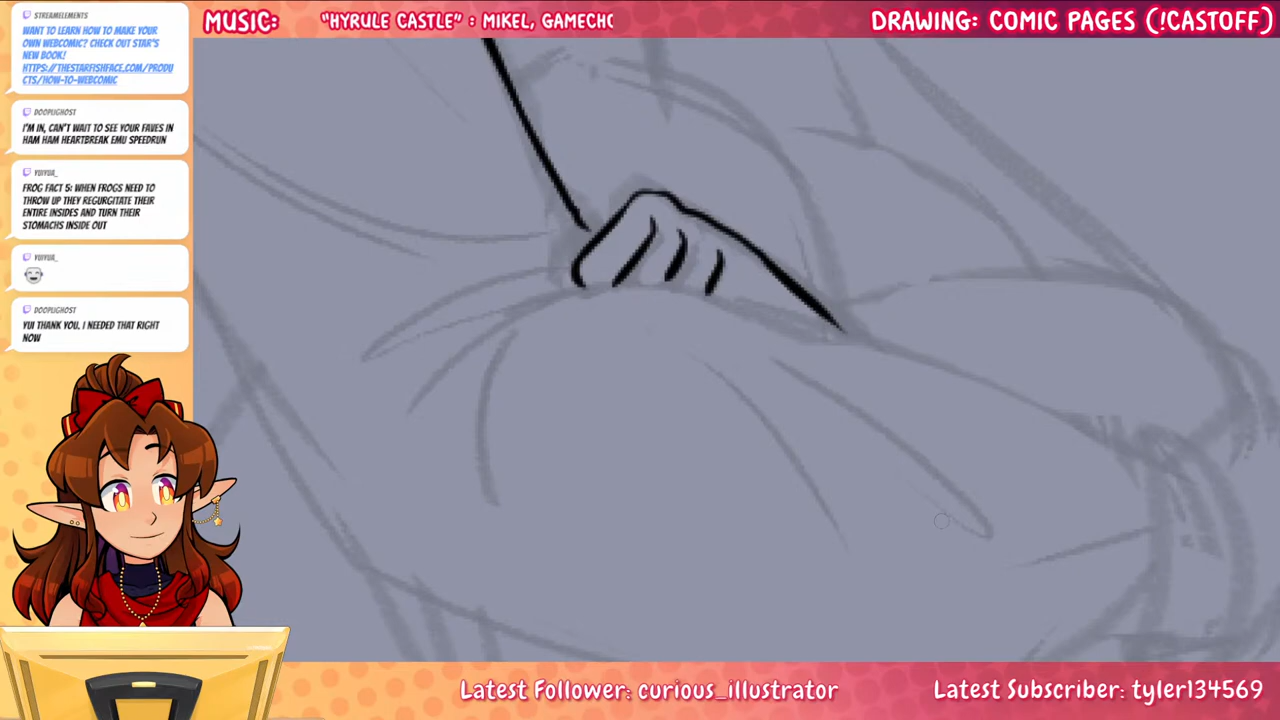 MUSIC: "HYRULE CASTLE" : MIKEL, GAMECHO
DRAWING: COMIC PAGES (!CASTOFF)
STREAMELEMENTS
WANT TO LEARN HOW TO MAKE YOUR
OWN WEBCOMIC? CHECK OUT STAR'S
NEW BOOK!
HTTPS://THESTARFISHFACE.COM/PRODU
CTS/HOW-TO-WEBCOMIC
DOOPLIGHOST
I'M IN, CAN'T WAIT TO SEE YOUR FAVES IN
HAM HAM HEARTBREAK EMU SPEEDRUN
YUIYUA_
FROG FACT 5: WHEN FROGS NEED TO
THROW UP THEY REGURGITATE THEIR
ENTIRE INSIDES AND TURN THEIR
STOMACHS INSIDE OUT
YUIYUA_
DOOPLIGHOST
YUI THANK YOU, I NEEDED THAT RIGHT
NOW
Latest Follower: curious_illustrator
Latest Subscriber: tyler134569